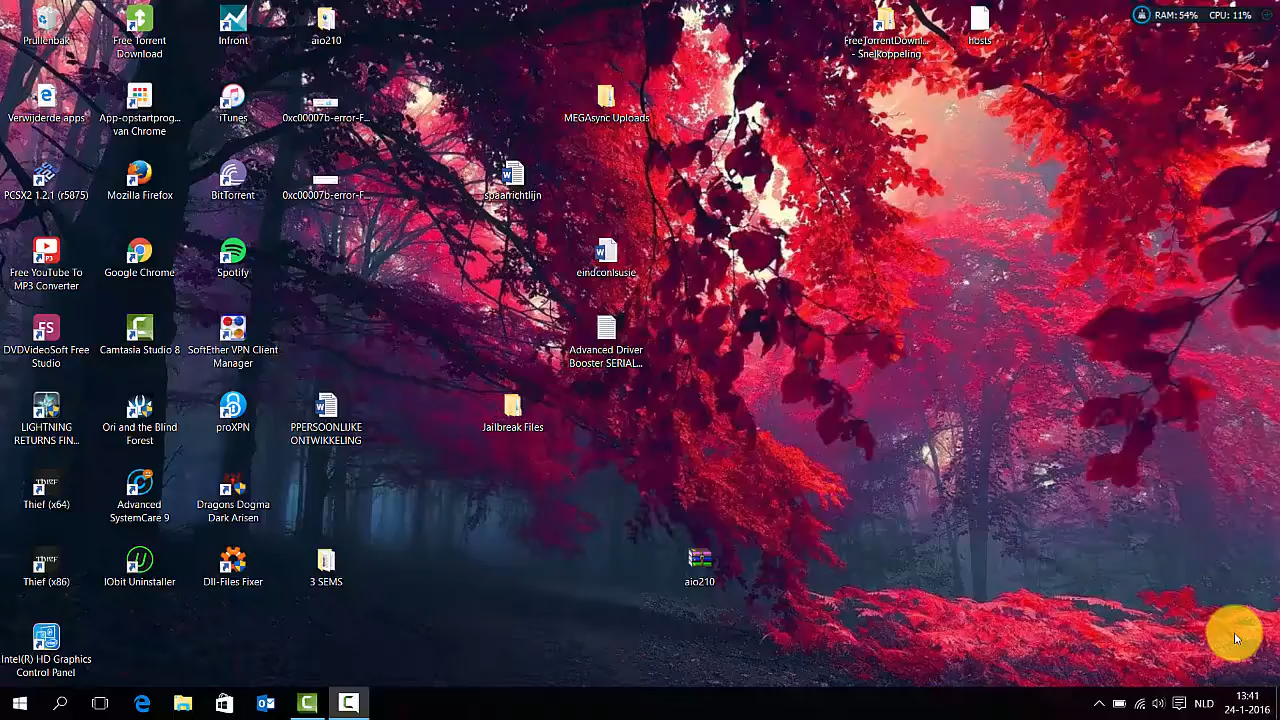 RAM: 54% CPU: 11%
Prullenbak
Free Torrent
Download
Infront
aio210
FreeTorrentDownl...
- Snelkoppeling
hosts
Verwijderde apps
App-opstartprog...
van Chrome
iTunes
0xc00007b-error-F...
MEGAsync Uploads
PCSX2 1.2.1 (r5875)
Mozilla Firefox
BitTorrent
0xc00007b-error-F...
spaarrichtlijn
Free YouTube To
MP3 Converter
Google Chrome
Spotify
eindconlsusie
DVDVideoSoft Free
Studio
Camtasia Studio 8
SoftEther VPN Client
Manager
Advanced Driver
Booster SERIAL...
LIGHTNING
RETURNS FIN...
Ori and the Blind
Forest
proXPN
PPERSOONLIJKE
ONTWIKKELING
Jailbreak Files
Thief (x64)
Advanced
SystemCare 9
Dragons Dogma
Dark Arisen
Thief (x86)
IObit Uninstaller
Dll-Files Fixer
3 SEMS
aio210
Intel(R) HD Graphics
Control Panel
NLD
13:41
24-1-2016